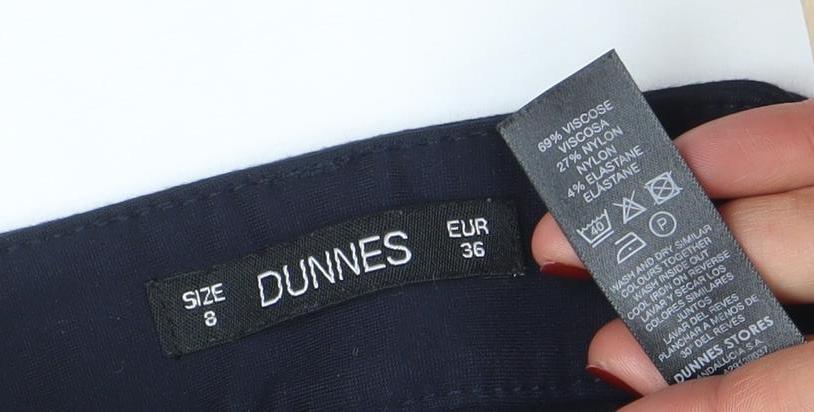 SIZE
8
DUNNES
EUR
36
69% VISCOSE
VISCOSA
27% NYLON
NYLON
4% ELASTANE
ELASTANE
40
P
WASH AND DRY SIMILAR
COLOURS TOGETHER
WASH INSIDE OUT
COOL IRON ON REVERSE
LAVAR Y SECAR LOS
COLORES SIMILARES
JUNTOS
LAVAR DEL REVES
PLANCHAR A MENOS DE
30° DEL REVES
DUNNES STORES
ANDALUCIA S.A.